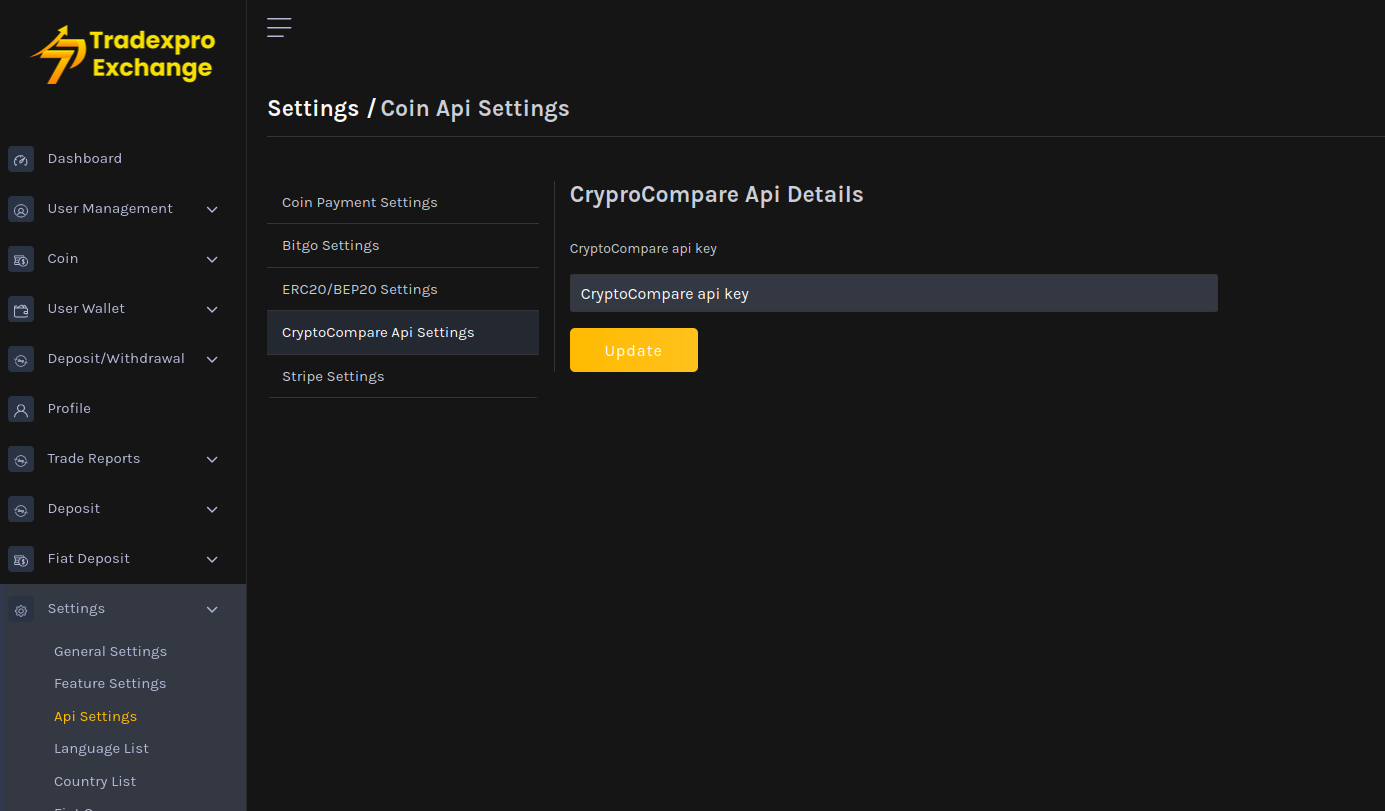 Tradexpro
Exchange
Dashboard
User Management
Coin
User Wallet
Deposit/Withdrawal
Profile
Trade Reports
Deposit
Fiat Deposit
Settings
General Settings
Feature Settings
Api Settings
Language List
Country List
Settings / Coin Api Settings
Coin Payment Settings
Bitgo Settings
ERC20/BEP20 Settings
CryptoCompare Api Settings
Stripe Settings
CryproCompare Api Details
CryptoCompare api key
CryptoCompare api key
Update